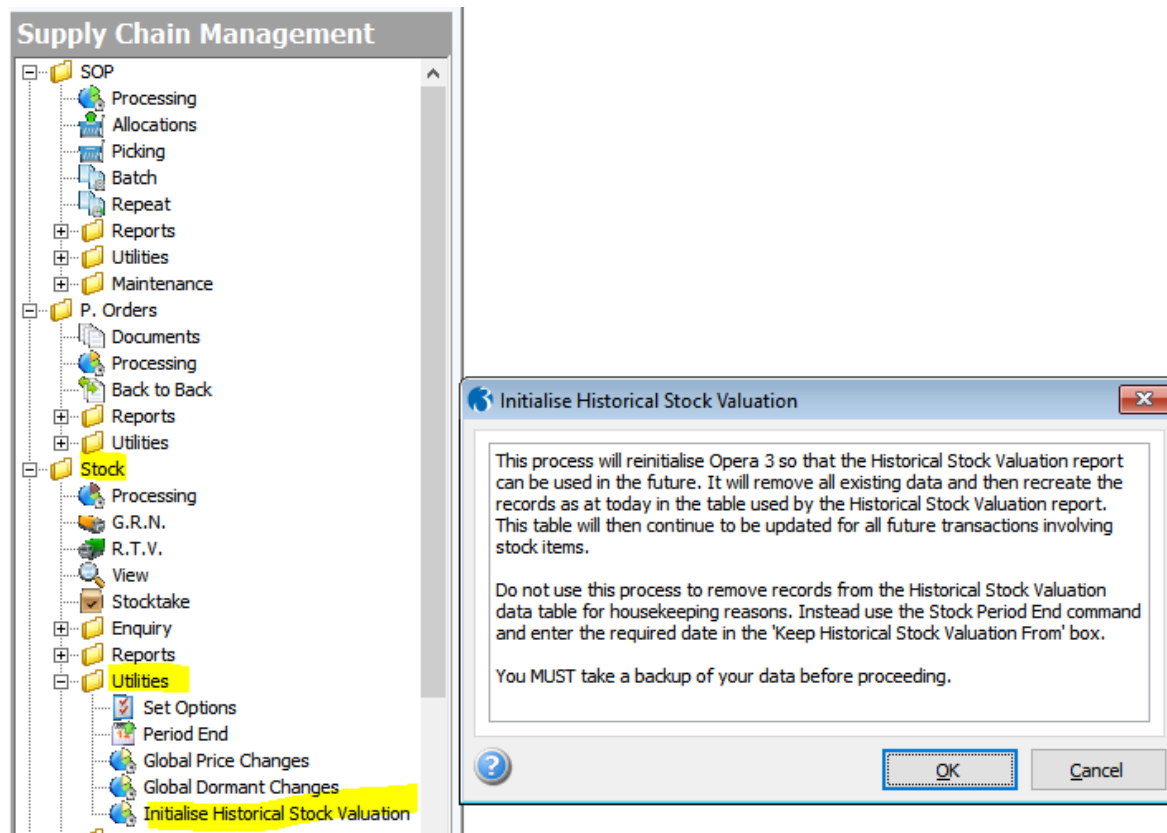 Supply Chain Management
SOP
Processing
Allocations
Picking
Batch
Repeat
Reports
Utilities
Maintenance
P. Orders
Documents
Processing
Back to Back
Reports
Utilities
Stock
Processing
G.R.N.
R.T.V.
View
Stocktake
Enquiry
Reports
Utilities
Set Options
Period End
Global Price Changes
Global Dormant Changes
Initialise Historical Stock Valuation
Initialise Historical Stock Valuation
This process will reinitialise Opera 3 so that the Historical Stock Valuation report
can be used in the future. It will remove all existing data and then recreate the
records as at today in the table used by the Historical Stock Valuation report.
This table will then continue to be updated for all future transactions involving
stock items.
Do not use this process to remove records from the Historical Stock Valuation
data table for housekeeping reasons. Instead use the Stock Period End command
and enter the required date in the 'Keep Historical Stock Valuation From' box.
You MUST take a backup of your data before proceeding.
OK
Cancel